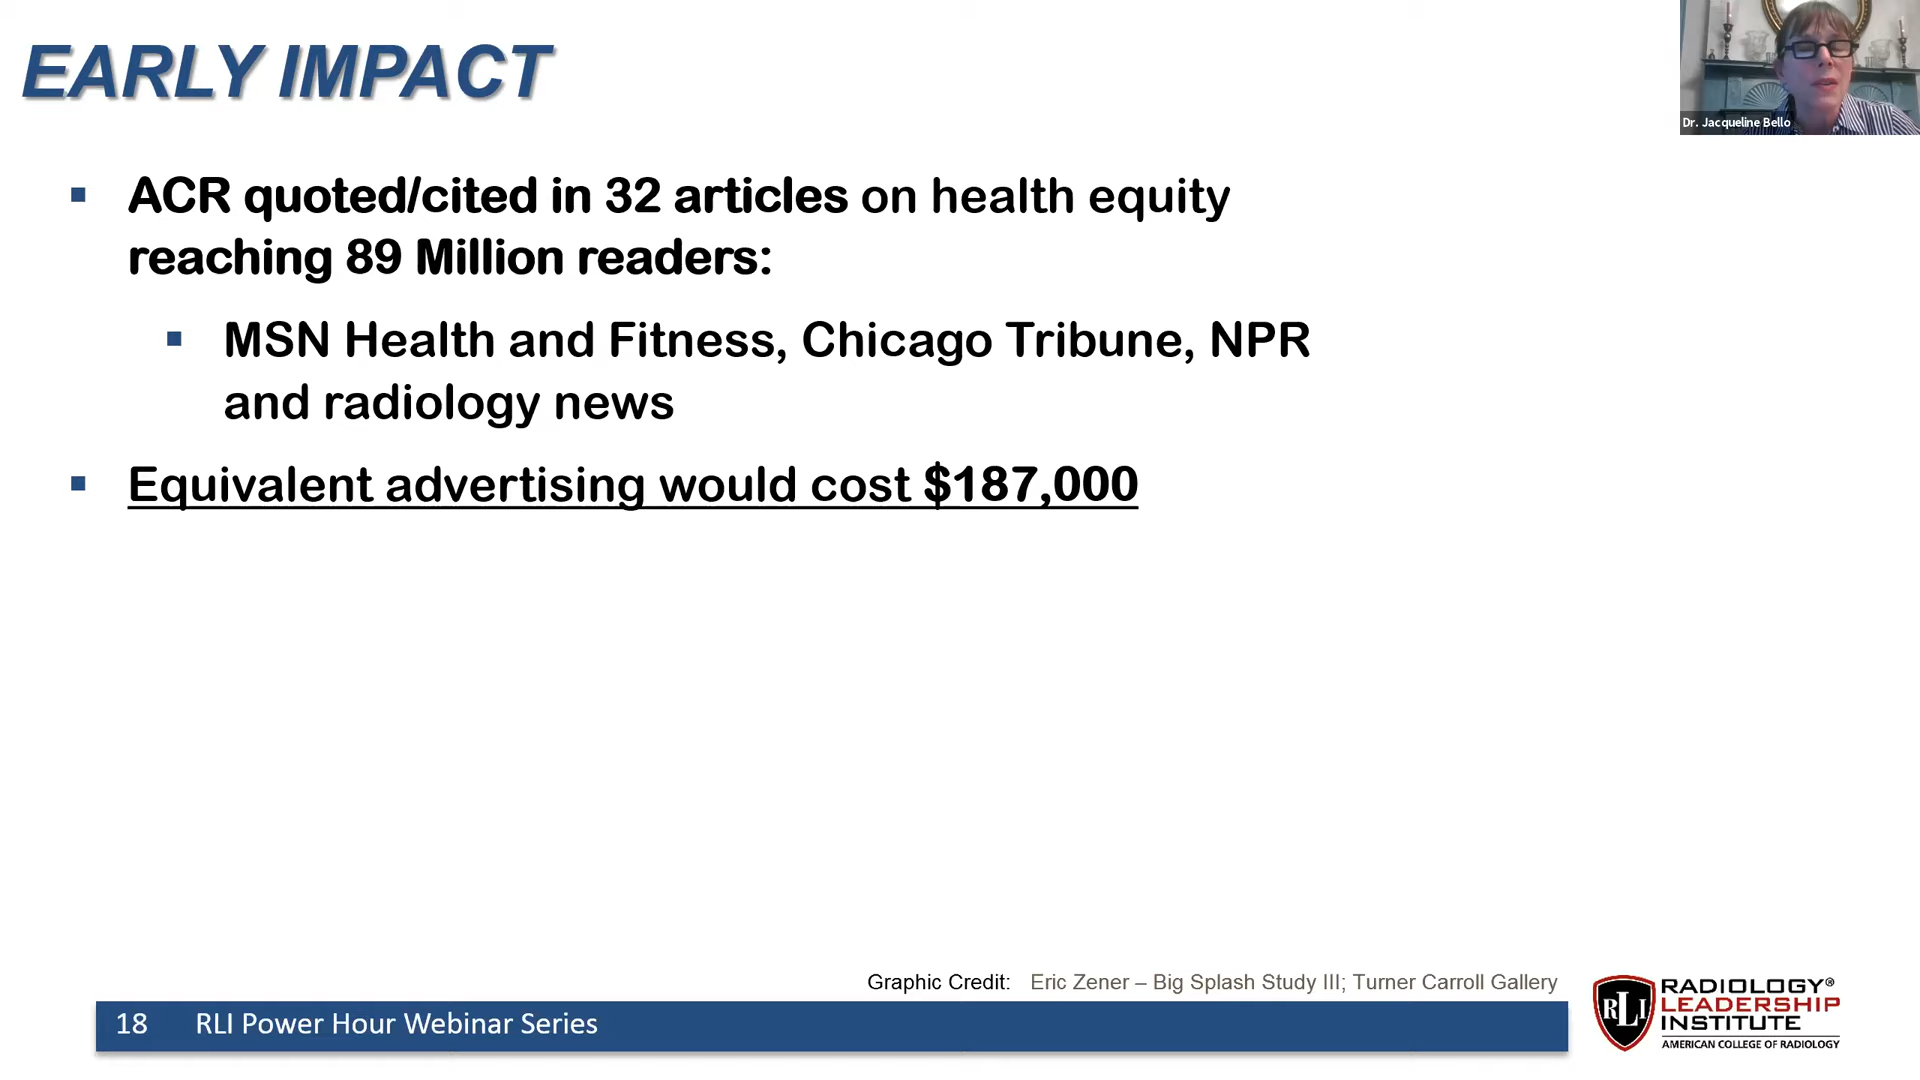 EARLY IMPACT
Dr. Jacqueline Bello
▪ ACR quoted/cited in 32 articles on health equity
reaching 89 Million readers:
▪ MSN Health and Fitness, Chicago Tribune, NPR
and radiology news
▪ Equivalent advertising would cost $187,000
Graphic Credit: Eric Zener – Big Splash Study III; Turner Carroll Gallery
18 RLI Power Hour Webinar Series
RLI
RADIOLOGY®
LEADERSHIP
INSTITUTE
AMERICAN COLLEGE OF RADIOLOGY